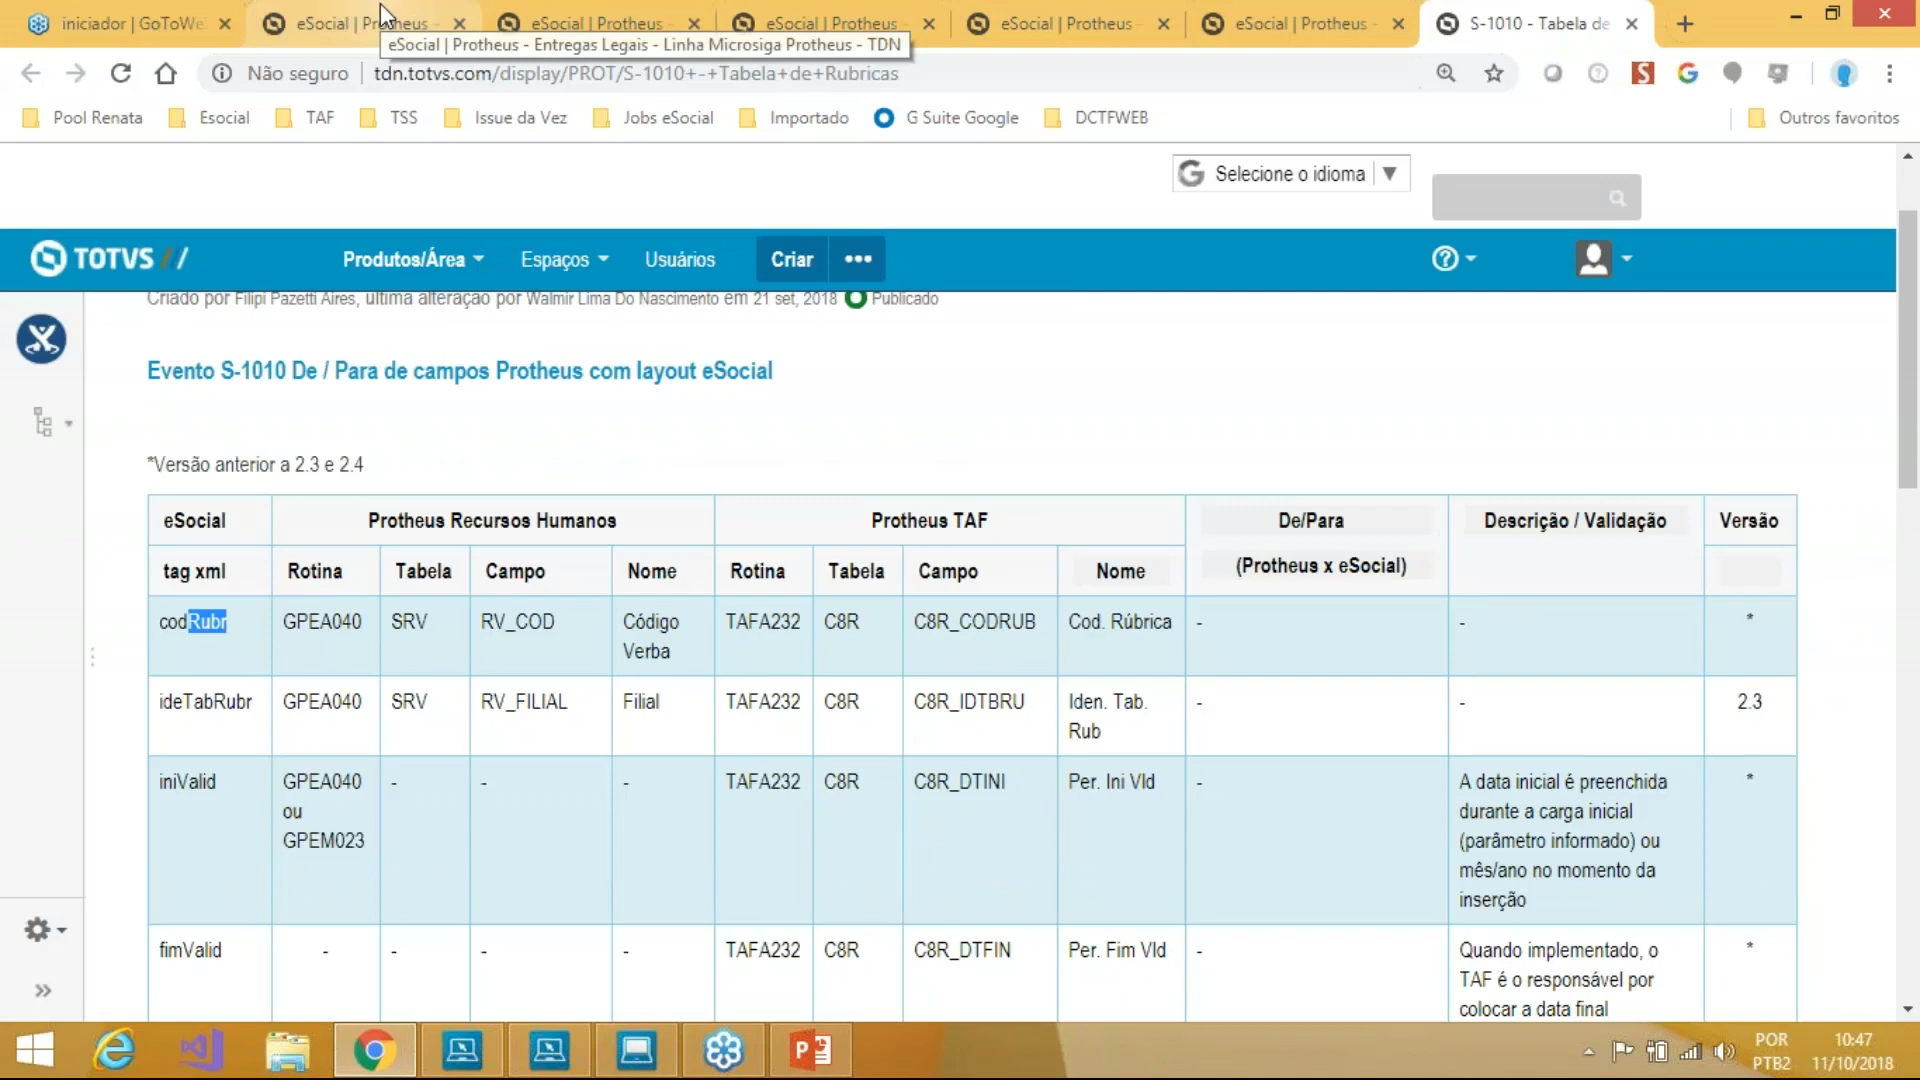 iniciador | GoToWe
eSocial | Protheus -
eSocial | Protheus -
eSocial | Protheus -
eSocial | Protheus -
eSocial | Protheus -
S-1010 - Tabela de
eSocial | Protheus - Entregas Legais - Linha Microsiga Protheus - TDN
Não seguro
tdn.totvs.com/display/PROT/S-1010+-+Tabela+de+Rubricas
Pool Renata
Esocial
TAF
TSS
Issue da Vez
Jobs eSocial
Importado
G Suite Google
DCTFWEB
Outros favoritos
Selecione o idioma
TOTVS //
Produtos/Área
Espaços
Usuários
Criar
Criado por Filipi Pazetti Aires, última alteração por Walmir Lima Do Nascimento em 21 set, 2018 Publicado
Evento S-1010 De / Para de campos Protheus com layout eSocial
*Versão anterior a 2.3 e 2.4
eSocial Protheus Recursos Humanos Protheus TAF De/Para Descrição / Validação Versão
(Protheus x eSocial)
tag xml Rotina Tabela Campo Nome Rotina Tabela Campo Nome
codRubr GPEA040 SRV RV_COD Código TAFA232 C8R C8R_CODRUB Cod. Rúbrica - - *
Verba
ideTabRubr GPEA040 SRV RV_FILIAL Filial TAFA232 C8R C8R_IDTBRU Iden. Tab. - - 2.3
Rub
iniValid GPEA040 - - - TAFA232 C8R C8R_DTINI Per. Ini Vld - A data inicial é preenchida *
ou durante a carga inicial
GPEM023 (parâmetro informado) ou
mês/ano no momento da
inserção
fimValid - - - - TAFA232 C8R C8R_DTFIN Per. Fim Vld - Quando implementado, o *
TAF é o responsável por
colocar a data final
POR 10:47
PTB2 11/10/2018